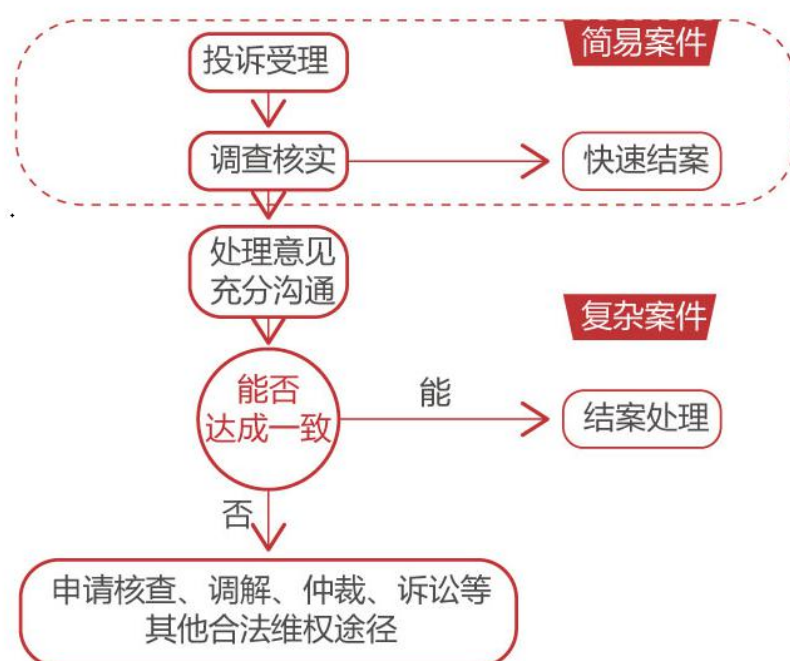 投诉受理
简易案件
调查核实
快速结案
处理意见
充分沟通
复杂案件
能否
达成一致
能
结案处理
否
申请核查、调解、仲裁、诉讼等
其他合法维权途径